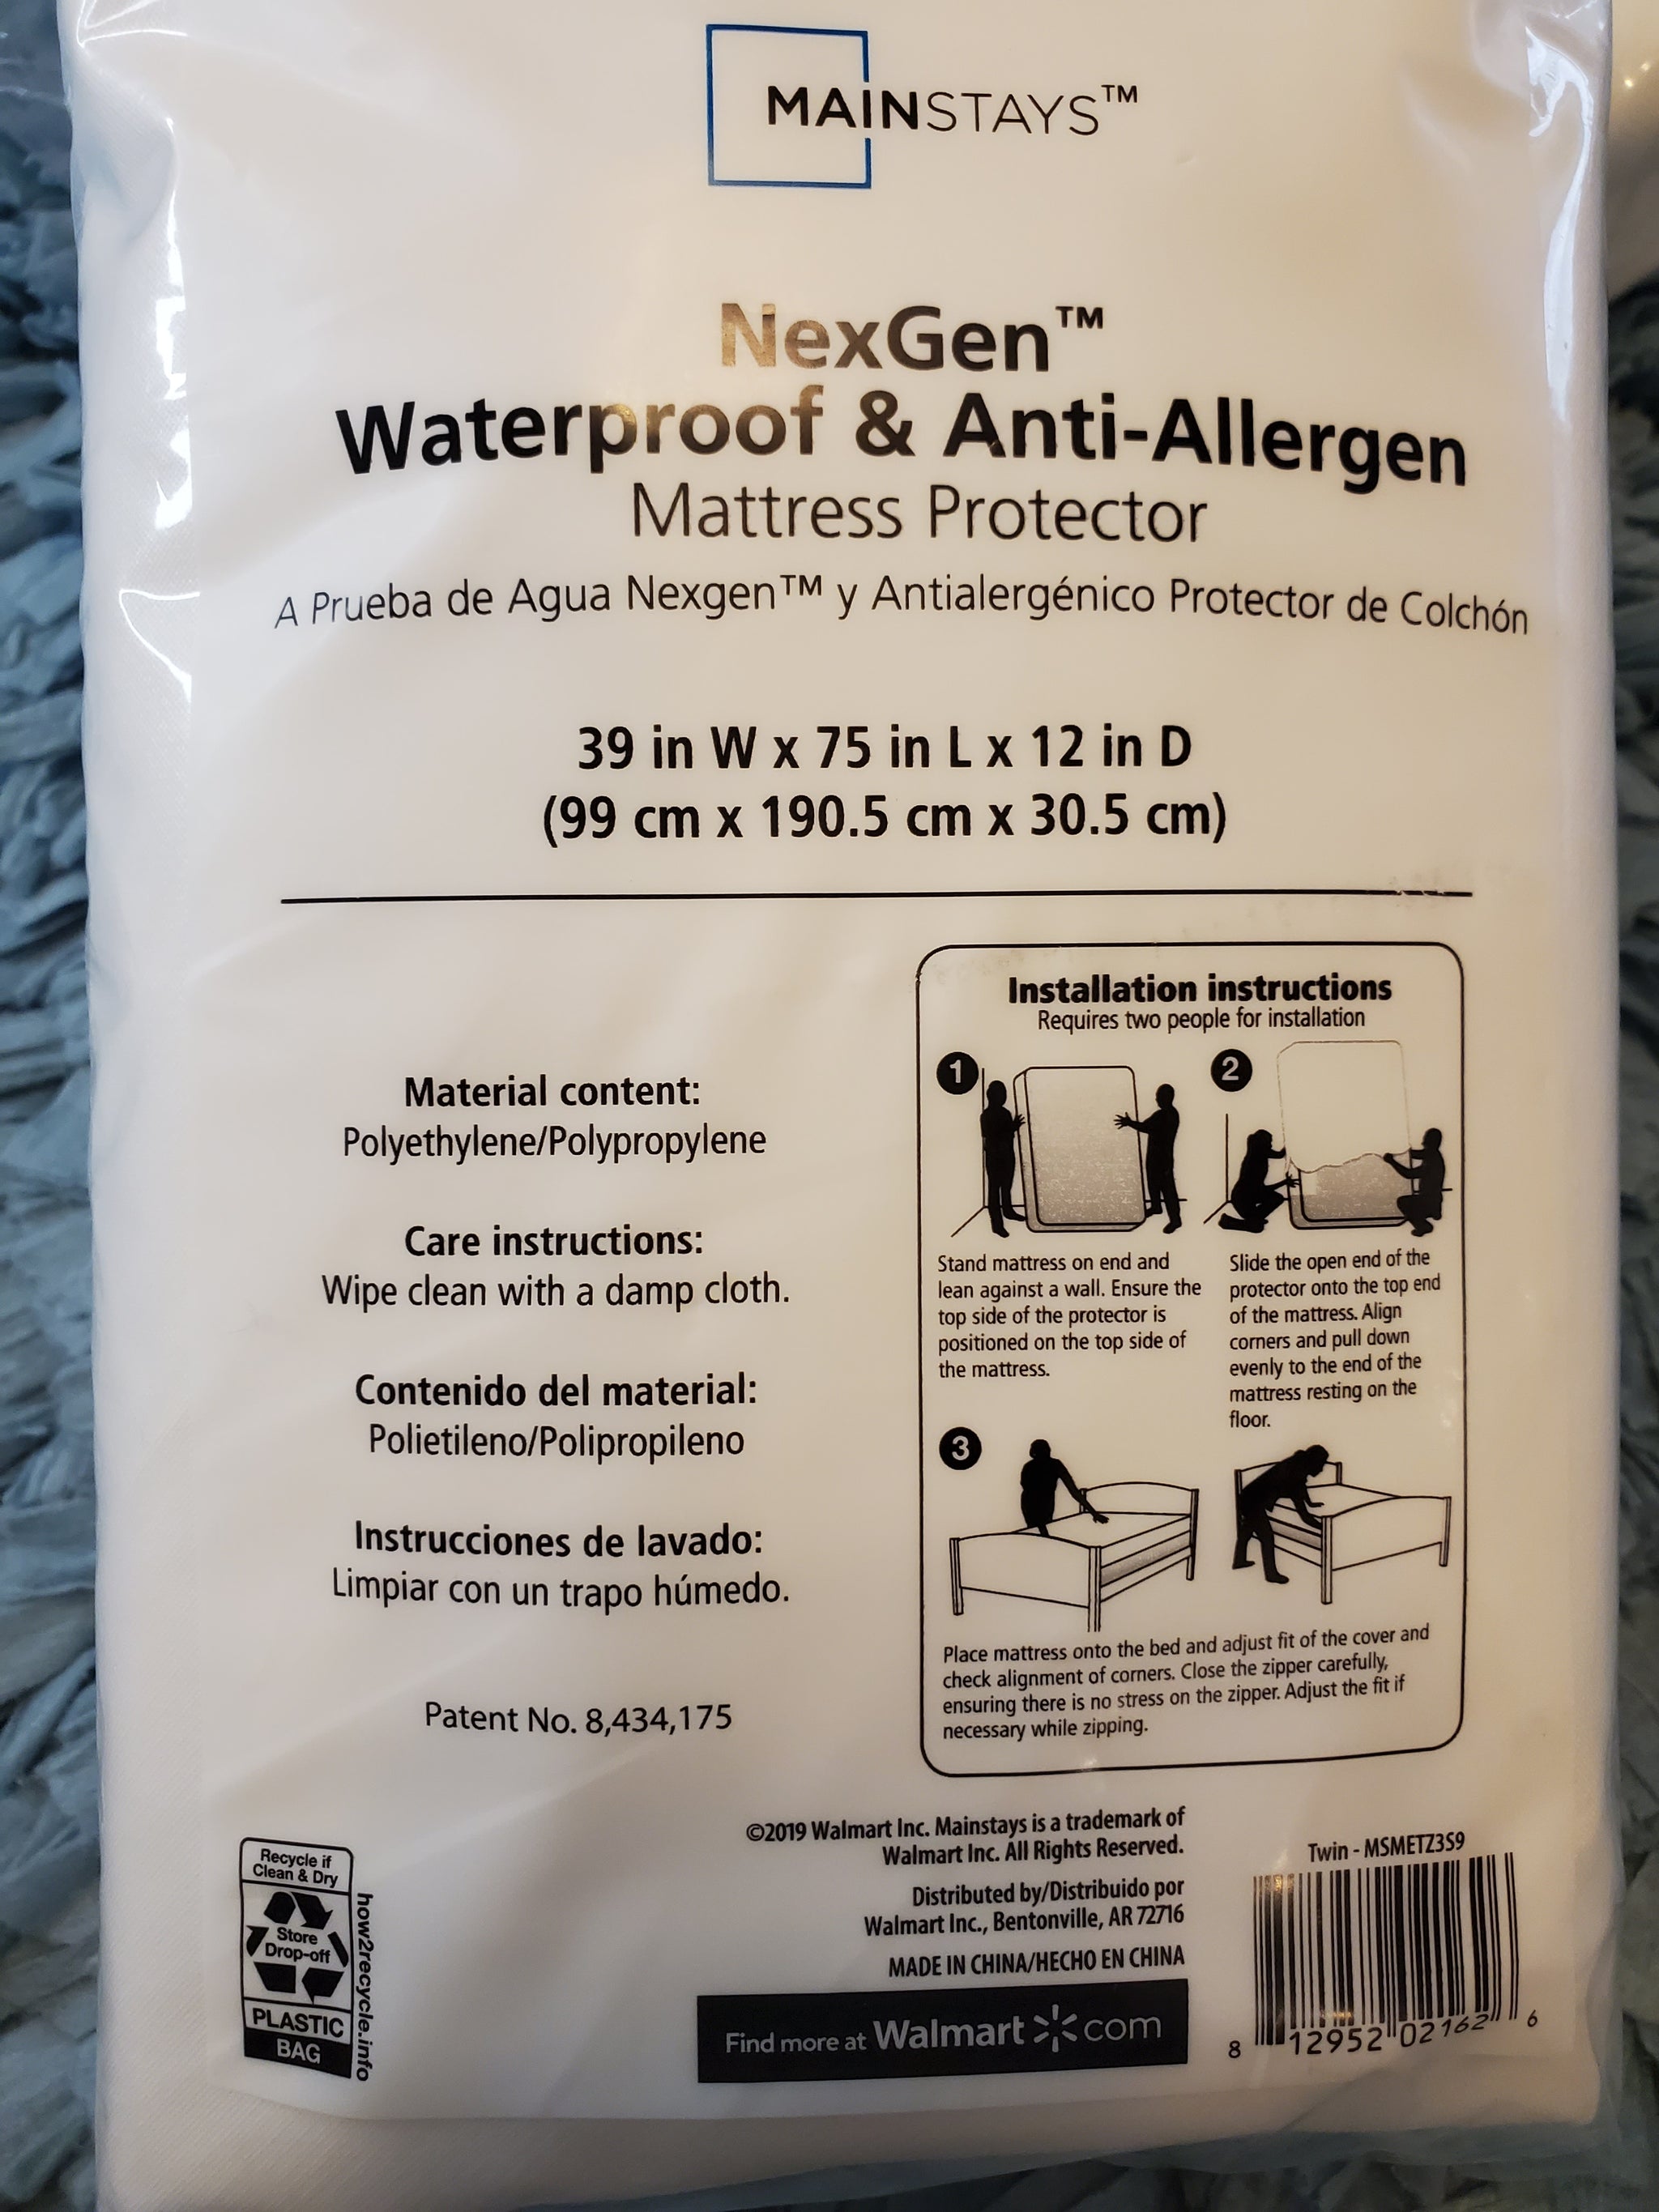 MAINSTAYS™
NexGen™
Waterproof & Anti-Allergen
Mattress Protector
A Prueba de Agua Nexgen™ y Antialergénico Protector de Colchón
39 in W x 75 in L x 12 in D
(99 cm x 190.5 cm x 30.5 cm)
Material content:
Polyethylene/Polypropylene
Care instructions:
Wipe clean with a damp cloth.
Contenido del material:
Polietileno/Polipropileno
Instrucciones de lavado:
Limpiar con un trapo húmedo.
Patent No. 8,434,175
Installation instructions
Requires two people for installation
1
Stand mattress on end and
lean against a wall. Ensure the
top side of the protector is
positioned on the top side of
the mattress.
2
Slide the open end of the
protector onto the top end
of the mattress. Align
corners and pull down
evenly to the end of the
mattress resting on the
floor.
3
Place mattress onto the bed and adjust fit of the cover and
check alignment of corners. Close the zipper carefully,
ensuring there is no stress on the zipper. Adjust the fit if
necessary while zipping.
Recycle if
Clean & Dry
Store
Drop-off
PLASTIC
BAG
how2recycle.info
©2019 Walmart Inc. Mainstays is a trademark of
Walmart Inc. All Rights Reserved.
Distributed by/Distribuido por
Walmart Inc., Bentonville, AR 72716
MADE IN CHINA/HECHO EN CHINA
Find more at Walmart com
Twin - MSMETZ3S9
8 12952 02162 6